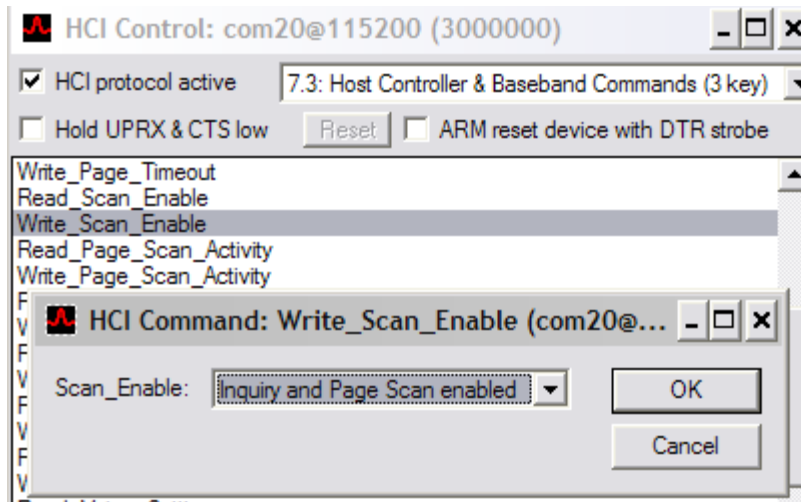 HCI Control: com20@115200 (3000000)
HCI protocol active 7.3: Host Controller & Baseband Commands (3 key)
Hold UPRX & CTS low Reset ARM reset device with DTR strobe
Write_Page_Timeout
Read_Scan_Enable
Write_Scan_Enable
Read_Page_Scan_Activity
Write_Page_Scan_Activity
HCI Command: Write_Scan_Enable (com20@...
Scan_Enable: Inquiry and Page Scan enabled OK
Cancel